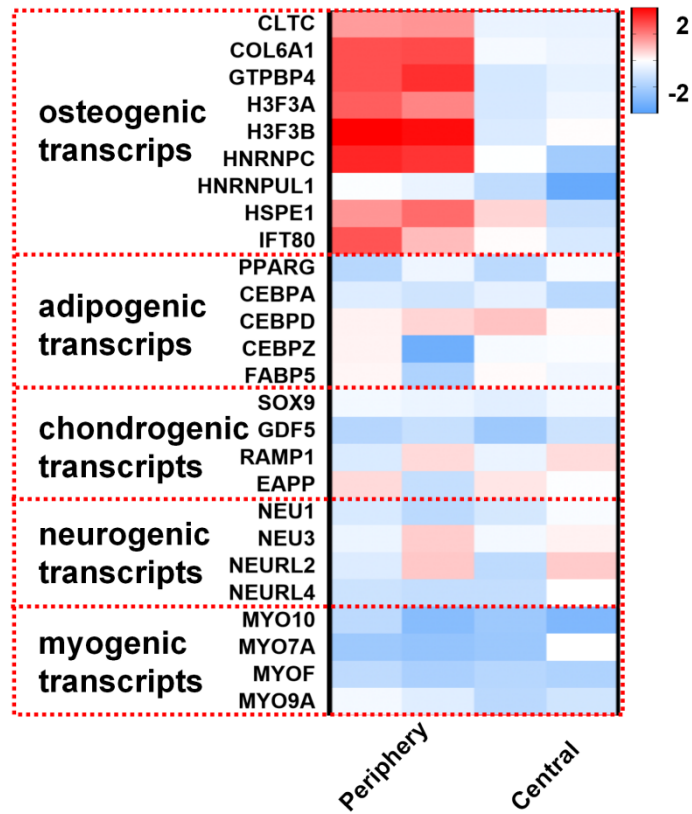 CLTC
COL6A1
GTPBP4
H3F3A
H3F3B
HNRNPC
HNRNPUL1
HSPE1
IFT80
osteogenic
transcrips
PPARG
CEBPA
CEBPD
CEBPZ
FABP5
adipogenic
transcrips
SOX9
GDF5
RAMP1
EAPP
chondrogenic
transcripts
NEU1
NEU3
NEURL2
NEURL4
neurogenic
transcripts
MYO10
MYO7A
MYOF
MYO9A
myogenic
transcripts
Periphery
Central
2
-2